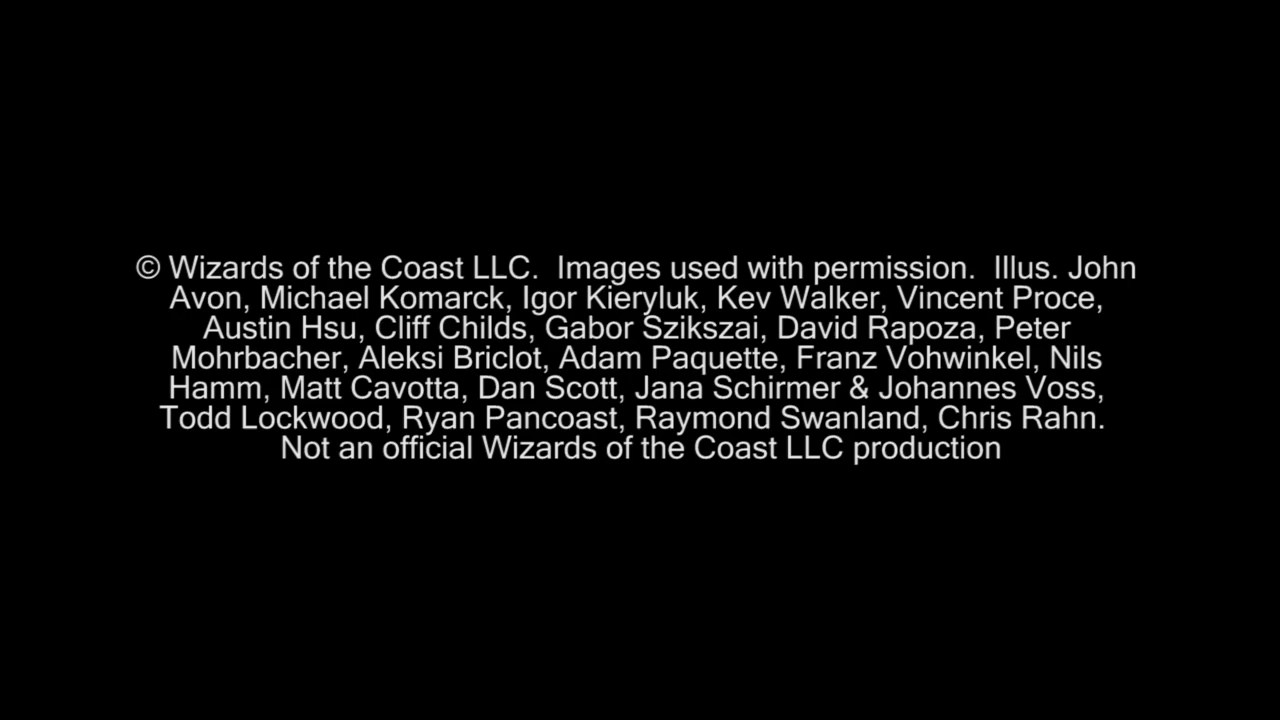 © Wizards of the Coast LLC.  Images used with permission.  Illus. John
Avon, Michael Komarck, Igor Kieryluk, Kev Walker, Vincent Proce,
Austin Hsu, Cliff Childs, Gabor Szikszai, David Rapoza, Peter
Mohrbacher, Aleksi Briclot, Adam Paquette, Franz Vohwinkel, Nils
Hamm, Matt Cavotta, Dan Scott, Jana Schirmer & Johannes Voss,
Todd Lockwood, Ryan Pancoast, Raymond Swanland, Chris Rahn.
Not an official Wizards of the Coast LLC production